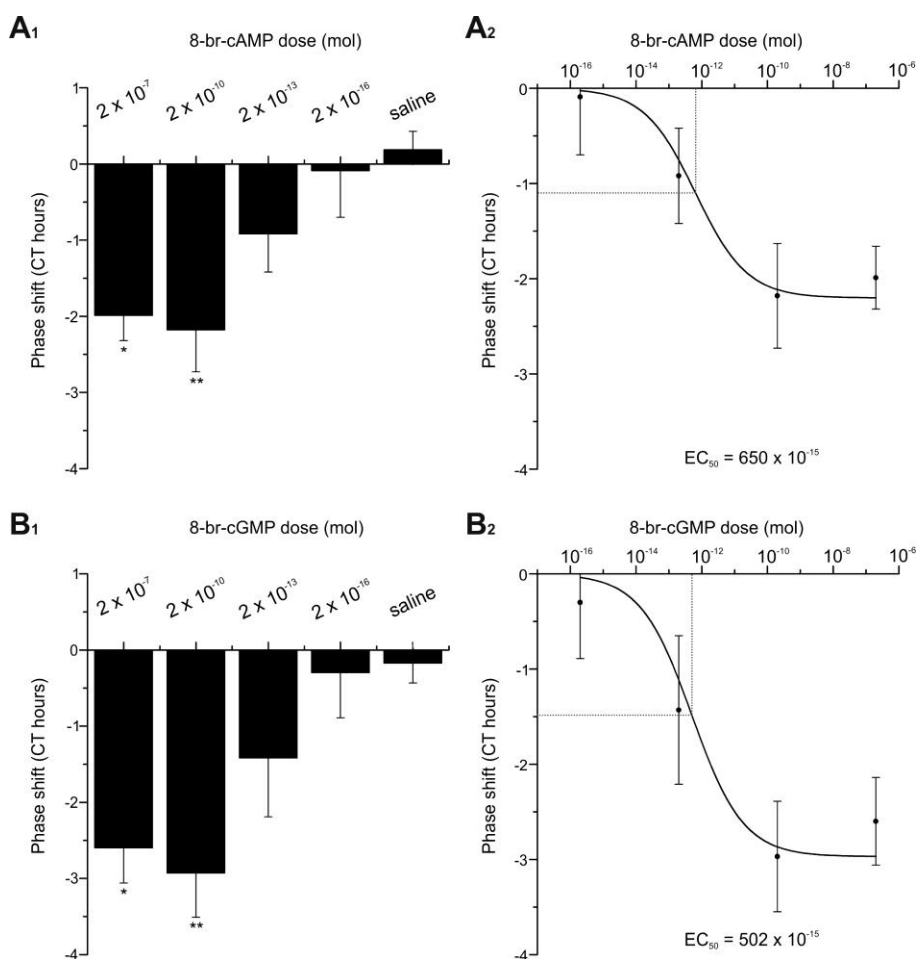 A1
8-br-cAMP dose (mol)
2 x 10⁻⁷ 2 x 10⁻¹⁰ 2 x 10⁻¹³ 2 x 10⁻¹⁶ saline
1
0
-1
-2
-3
-4
Phase shift (CT hours)
* **
A2
8-br-cAMP dose (mol)
10⁻¹⁶ 10⁻¹⁴ 10⁻¹² 10⁻¹⁰ 10⁻⁸ 10⁻⁶
0
-1
-2
-3
-4
Phase shift (CT hours)
EC₅₀ = 650 x 10⁻¹⁵
B1
8-br-cGMP dose (mol)
2 x 10⁻⁷ 2 x 10⁻¹⁰ 2 x 10⁻¹³ 2 x 10⁻¹⁶ saline
1
0
-1
-2
-3
-4
Phase shift (CT hours)
* **
B2
8-br-cGMP dose (mol)
10⁻¹⁶ 10⁻¹⁴ 10⁻¹² 10⁻¹⁰ 10⁻⁸ 10⁻⁶
0
-1
-2
-3
-4
Phase shift (CT hours)
EC₅₀ = 502 x 10⁻¹⁵